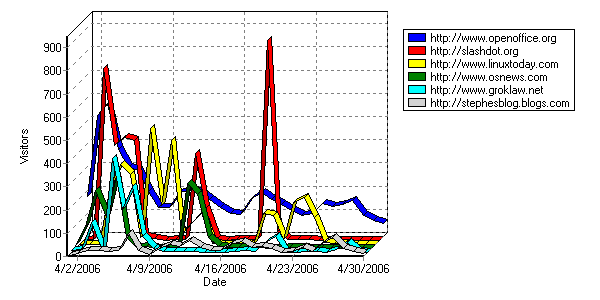 900
800
700
600
500
400
300
200
100
0
Visitors
4/2/2006 4/9/2006 4/16/2006 4/23/2006 4/30/2006
Date
http://www.openoffice.org
http://slashdot.org
http://www.linuxtoday.com
http://www.osnews.com
http://www.groklaw.net
http://stephesblog.blogs.com